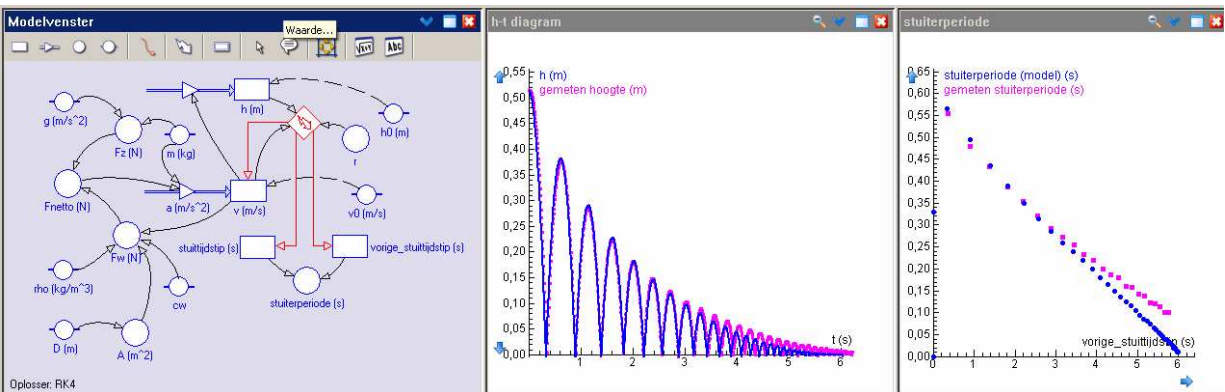 Modelvenster
Waarde...
√x+y
Abc
h (m)
g (m/s^2)
h0 (m)
Fz (N)
m (kg)
r
Fnetto (N)
a (m/s^2)
v (m/s)
v0 (m/s)
Fw (N)
stuittijdstip (s)
vorige_stuittijdstip (s)
rho (kg/m^3)
cw
stuiterperiode (s)
D (m)
A (m^2)
Oplosser: RK4
h-t diagram
0,55
h (m)
gemeten hoogte (m)
0,50
0,45
0,40
0,35
0,30
0,25
0,20
0,15
0,10
0,05
t (s)
0,00
0 1 2 3 4 5 6
stuiterperiode
0,65
stuiterperiode (model) (s)
0,60
gemeten stuiterperiode (s)
0,55
0,50
0,45
0,40
0,35
0,30
0,25
0,20
0,15
0,10
0,05
vorige_stuittijdstip (s)
0,00
0 1 2 3 4 5 6